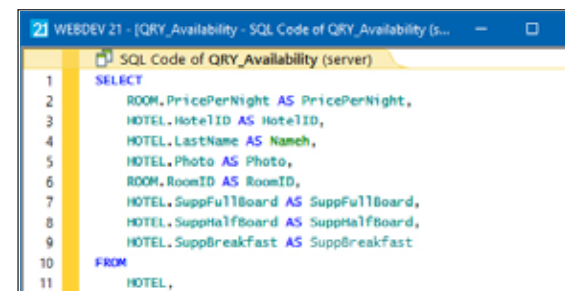 21 WEBDEV 21 - [QRY_Availability - SQL Code of QRY_Availability (s...
SQL Code of QRY_Availability (server)
1 SELECT
2 ROOM.PricePerNight AS PricePerNight,
3 HOTEL.HotelID AS HotelID,
4 HOTEL.LastName AS Nameh,
5 HOTEL.Photo AS Photo,
6 ROOM.RoomID AS RoomID,
7 HOTEL.SuppFullBoard AS SuppFullBoard,
8 HOTEL.SuppHalfBoard AS SuppHalfBoard,
9 HOTEL.SuppBreakfast AS SuppBreakfast
10 FROM
11 HOTEL,